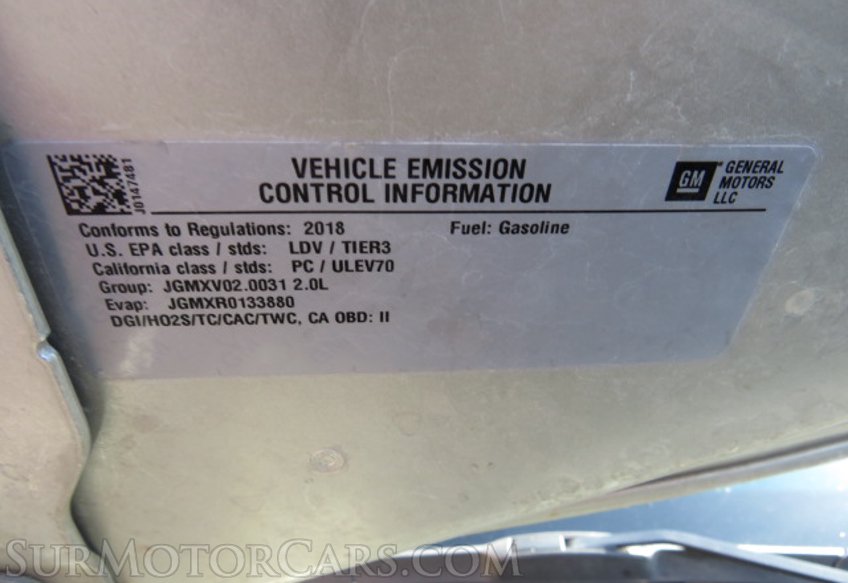 VEHICLE EMISSION
CONTROL INFORMATION
GM
GENERAL
MOTORS
LLC
J0147481
Conforms to Regulations: 2018 Fuel: Gasoline
U.S. EPA class / stds: LDV / TIER3
California class / stds: PC / ULEV70
Group: JGMXV02.0031 2.0L
Evap: JGMXR0133880
DGI/HO2S/TC/CAC/TWC, CA OBD: II
SurMotorCars.com